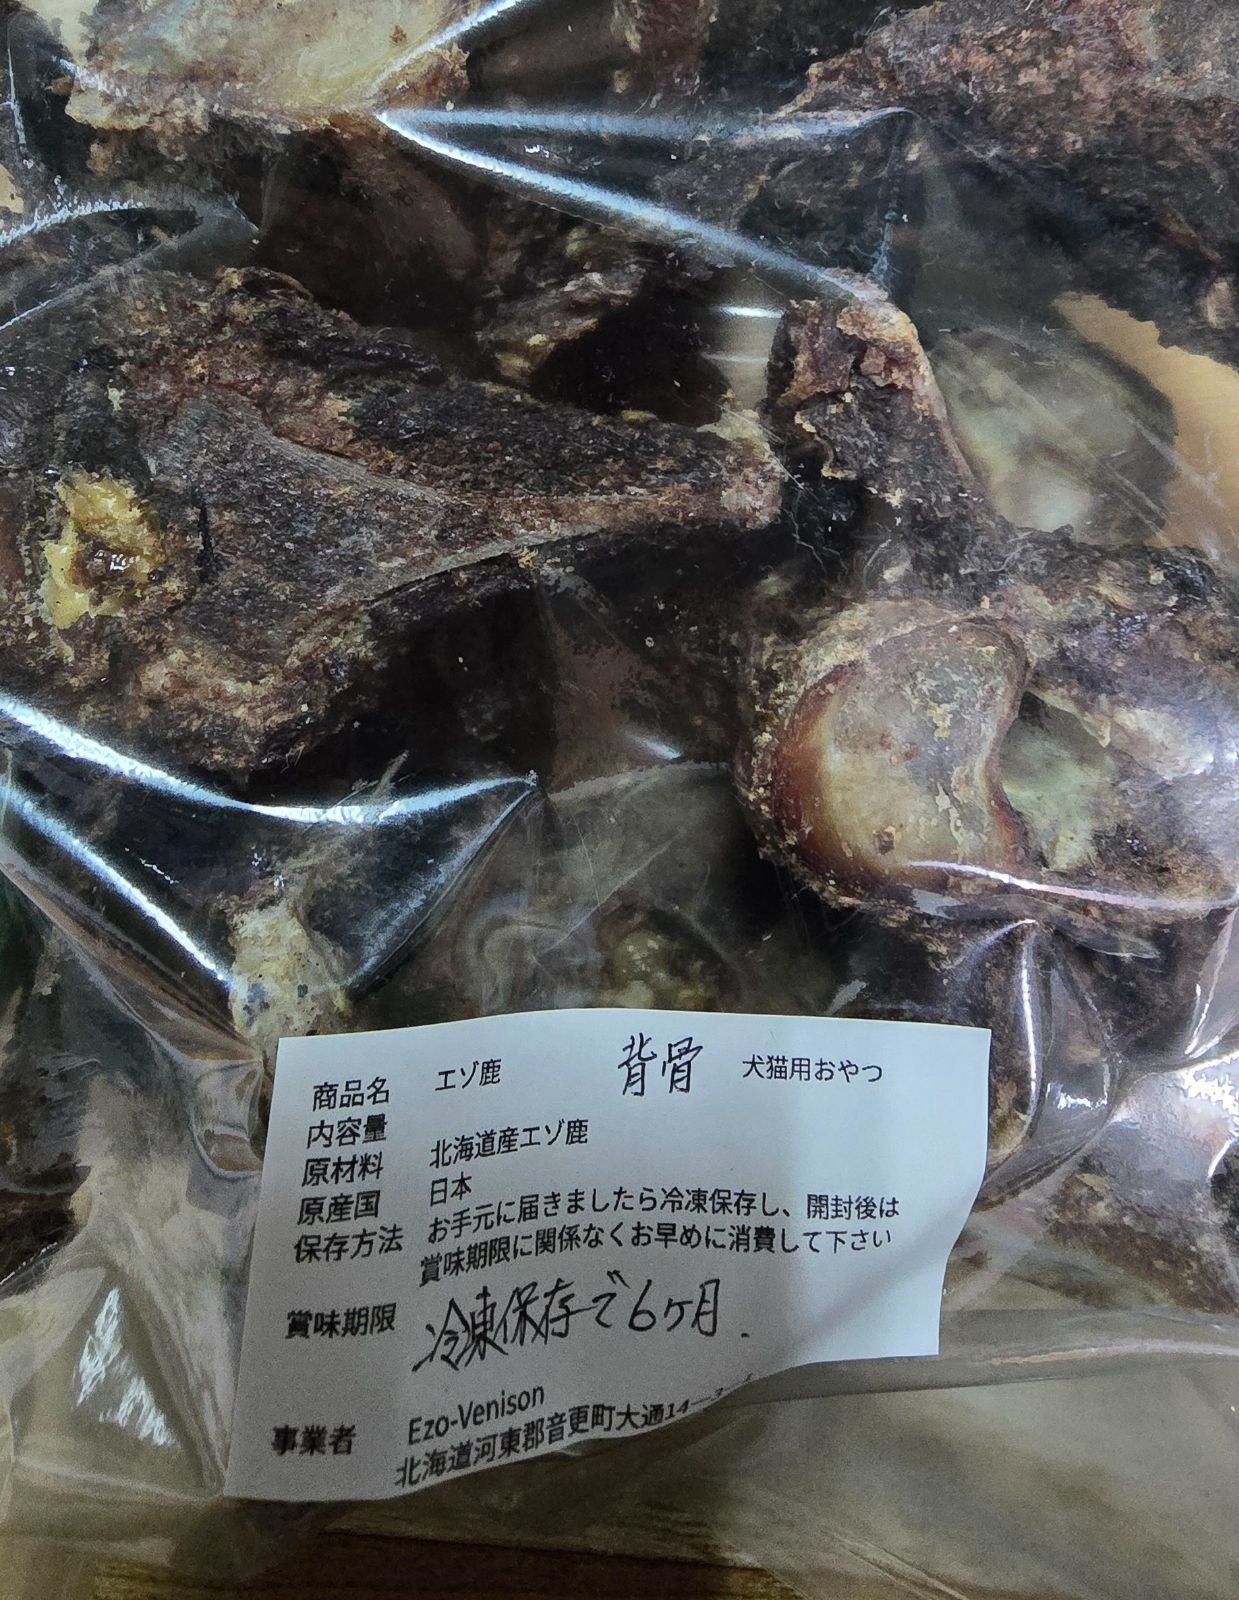 商品名 エゾ鹿 背骨 犬猫用おやつ
内容量
原材料 北海道産エゾ鹿
原産国 日本
保存方法 お手元に届きましたら冷凍保存し、開封後は
賞味期限に関係なくお早めに消費して下さい
賞味期限 冷凍保存で6ヶ月.
事業者 Ezo-Venison
北海道河東郡音更町大通14-3-1